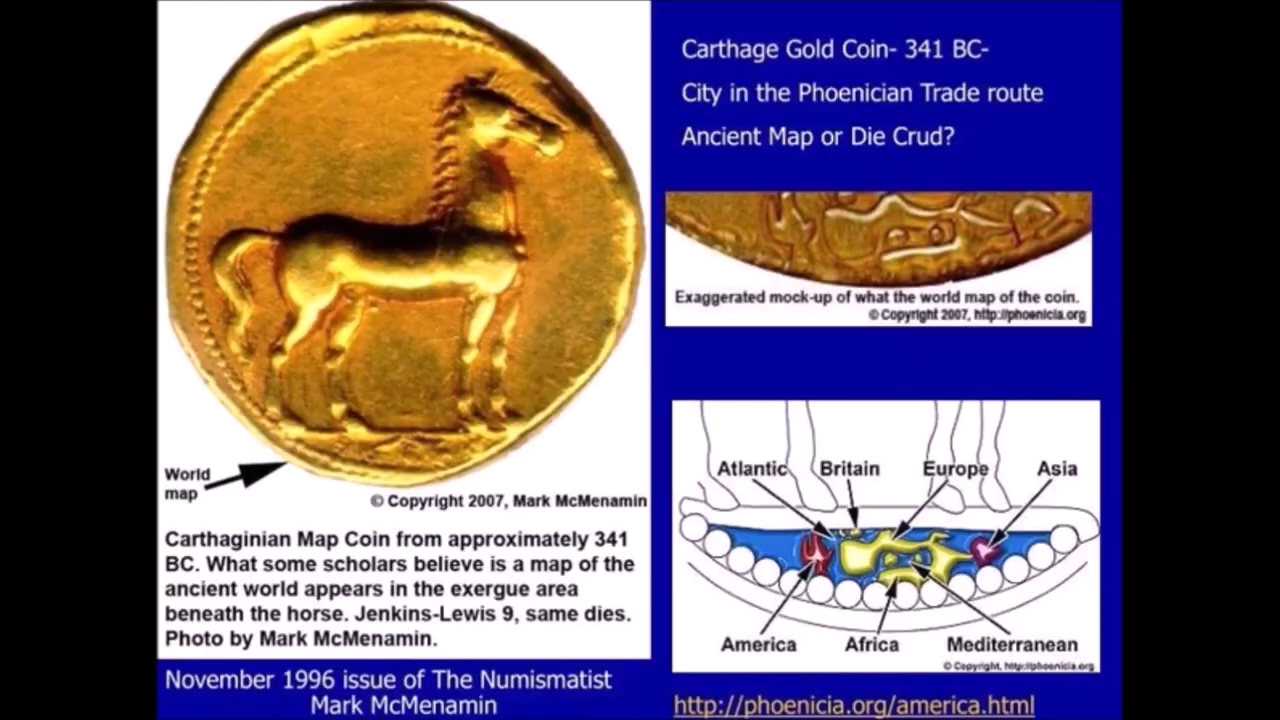 Carthage Gold Coin- 341 BC-
City in the Phoenician Trade route
Ancient Map or Die Crud?
Exaggerated mock-up of what the world map of the coin.
© Copyright 2007, http://phoenicia.org
World
map
© Copyright 2007, Mark McMenamin
Carthaginian Map Coin from approximately 341
BC. What some scholars believe is a map of the
ancient world appears in the exergue area
beneath the horse. Jenkins-Lewis 9, same dies.
Photo by Mark McMenamin.
Atlantic Britain Europe Asia
America Africa Mediterranean
© Copyright, http://phoenicia.org
November 1996 issue of The Numismatist
Mark McMenamin
http://phoenicia.org/america.html